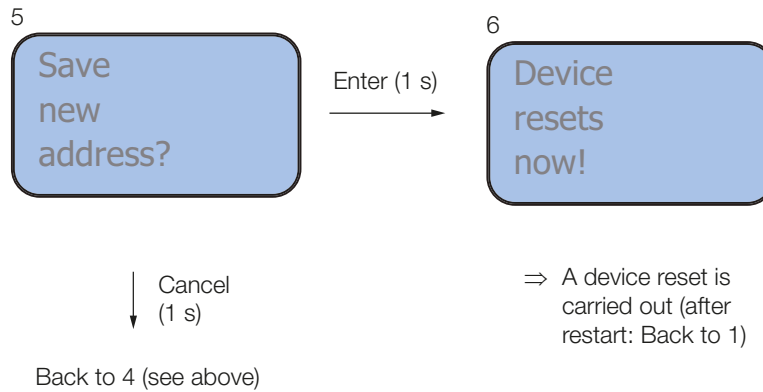 5
Save
new
address?
Enter (1 s)
6
Device
resets
now!
Cancel
(1 s)
Back to 4 (see above)
⇒ A device reset is
carried out (after
restart: Back to 1)